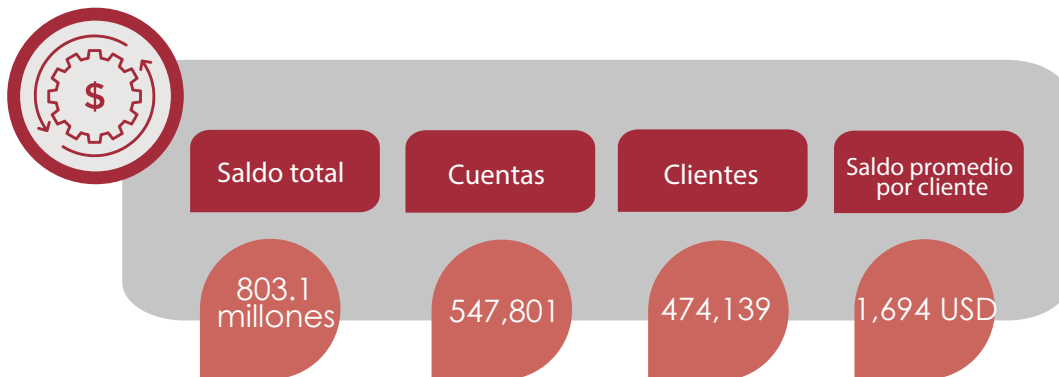 $
Saldo total
Cuentas
Clientes
Saldo promedio
por cliente
803.1
millones
547,801
474,139
1,694 USD